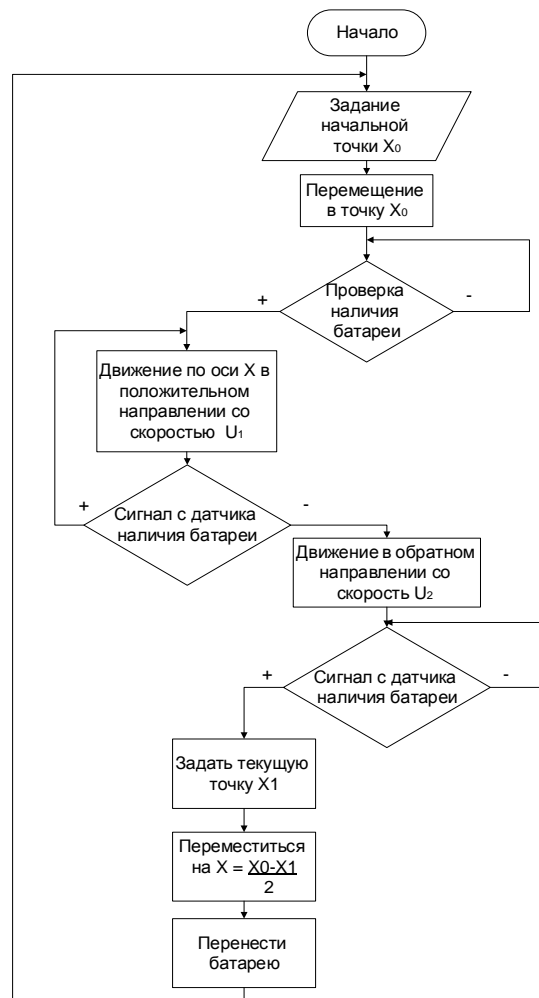 Начало
Задание
начальной
точки X₀
Перемещение
в точку X₀
Проверка
наличия
батареи
+
-
Движение по оси X в
положительном
направлении со
скоростью U₁
Сигнал с датчика
наличия батареи
+
-
Движение в обратном
направлении со
скорость U₂
Сигнал с датчика
наличия батареи
+
-
Задать текущую
точку X1
Переместиться
на X = X0-X1
2
Перенести
батарею